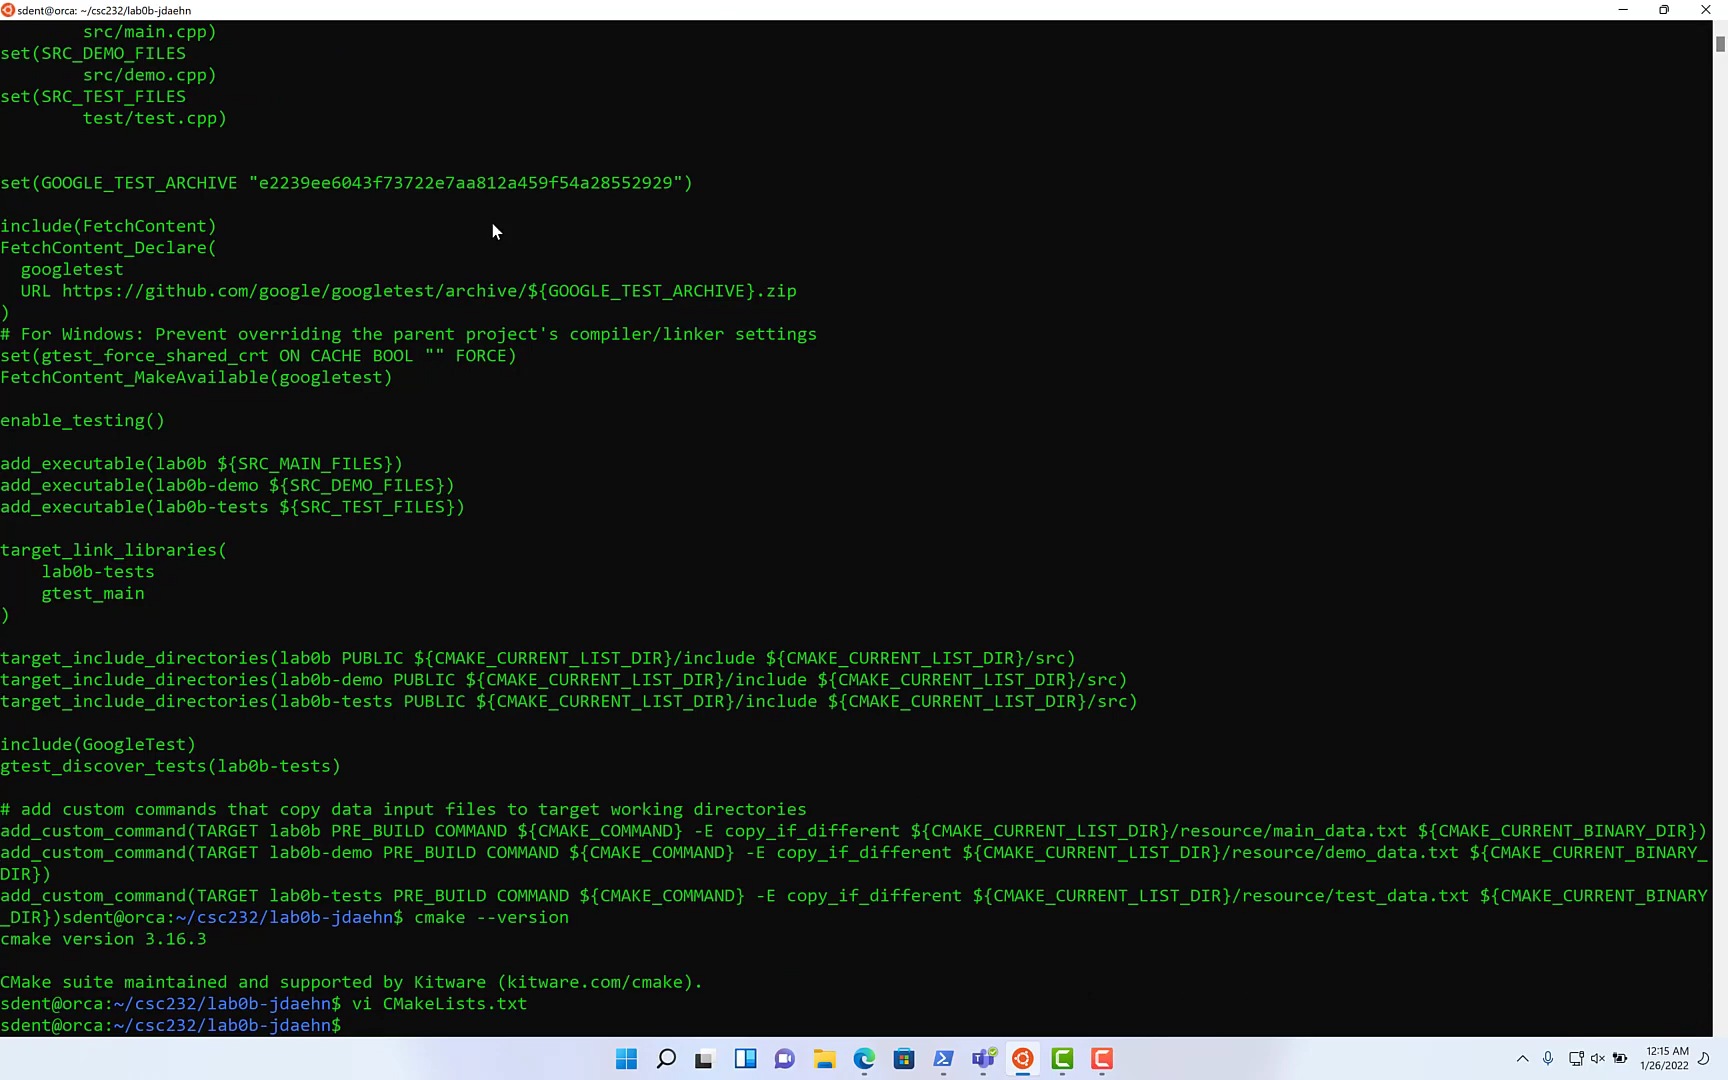 sdent@orca: ~/csc232/lab0b-jdaehn
        src/main.cpp)
set(SRC_DEMO_FILES
        src/demo.cpp)
set(SRC_TEST_FILES
        test/test.cpp)
set(GOOGLE_TEST_ARCHIVE "e2239ee6043f73722e7aa812a459f54a28552929")
include(FetchContent)
FetchContent_Declare(
  googletest
  URL https://github.com/google/googletest/archive/${GOOGLE_TEST_ARCHIVE}.zip
)
# For Windows: Prevent overriding the parent project's compiler/linker settings
set(gtest_force_shared_crt ON CACHE BOOL "" FORCE)
FetchContent_MakeAvailable(googletest)
enable_testing()
add_executable(lab0b ${SRC_MAIN_FILES})
add_executable(lab0b-demo ${SRC_DEMO_FILES})
add_executable(lab0b-tests ${SRC_TEST_FILES})
target_link_libraries(
    lab0b-tests
    gtest_main
)
target_include_directories(lab0b PUBLIC ${CMAKE_CURRENT_LIST_DIR}/include ${CMAKE_CURRENT_LIST_DIR}/src)
target_include_directories(lab0b-demo PUBLIC ${CMAKE_CURRENT_LIST_DIR}/include ${CMAKE_CURRENT_LIST_DIR}/src)
target_include_directories(lab0b-tests PUBLIC ${CMAKE_CURRENT_LIST_DIR}/include ${CMAKE_CURRENT_LIST_DIR}/src)
include(GoogleTest)
gtest_discover_tests(lab0b-tests)
# add custom commands that copy data input files to target working directories
add_custom_command(TARGET lab0b PRE_BUILD COMMAND ${CMAKE_COMMAND} -E copy_if_different ${CMAKE_CURRENT_LIST_DIR}/resource/main_data.txt ${CMAKE_CURRENT_BINARY_DIR})
add_custom_command(TARGET lab0b-demo PRE_BUILD COMMAND ${CMAKE_COMMAND} -E copy_if_different ${CMAKE_CURRENT_LIST_DIR}/resource/demo_data.txt ${CMAKE_CURRENT_BINARY_
DIR})
add_custom_command(TARGET lab0b-tests PRE_BUILD COMMAND ${CMAKE_COMMAND} -E copy_if_different ${CMAKE_CURRENT_LIST_DIR}/resource/test_data.txt ${CMAKE_CURRENT_BINARY
_DIR})sdent@orca:~/csc232/lab0b-jdaehn$ cmake --version
cmake version 3.16.3
CMake suite maintained and supported by Kitware (kitware.com/cmake).
sdent@orca:~/csc232/lab0b-jdaehn$ vi CMakeLists.txt
sdent@orca:~/csc232/lab0b-jdaehn$
12:15 AM
1/26/2022